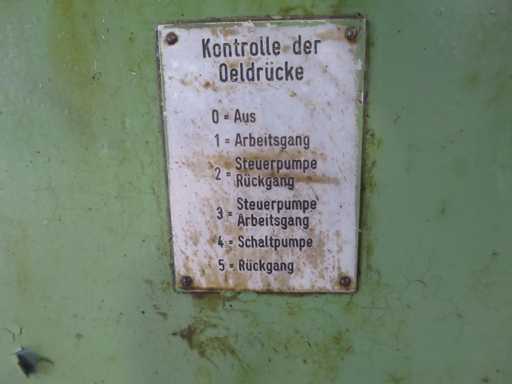 Kontrolle der
Oeldrücke
0 = Aus
1 = Arbeitsgang
2 = Steuerpumpe
Rückgang
3 = Steuerpumpe
Arbeitsgang
4 = Schaltpumpe
5 = Rückgang